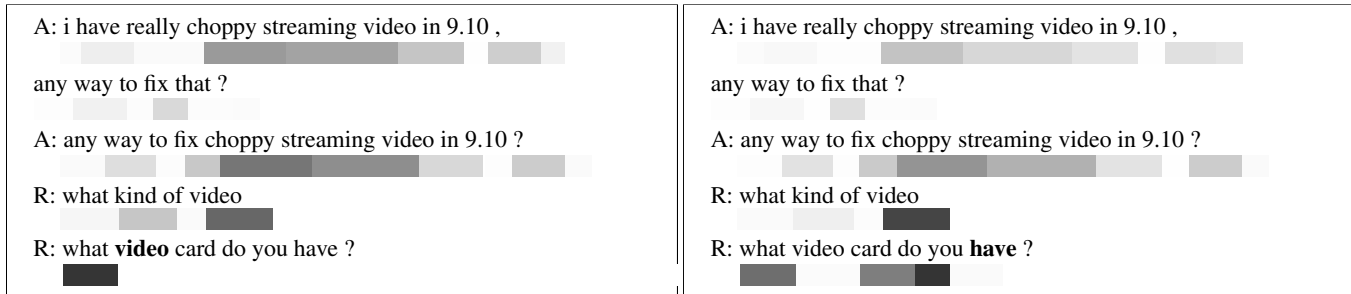 A: i have really choppy streaming video in 9.10 ,
any way to fix that ?
A: any way to fix choppy streaming video in 9.10 ?
R: what kind of video
R: what video card do you have ?
A: i have really choppy streaming video in 9.10 ,
any way to fix that ?
A: any way to fix choppy streaming video in 9.10 ?
R: what kind of video
R: what video card do you have ?